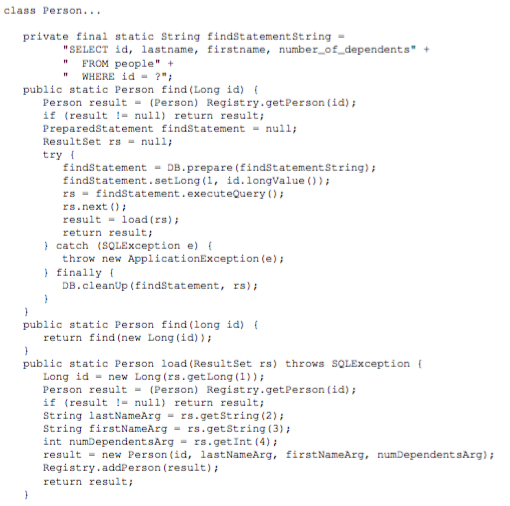 class Person...
private final static String findStatementString =
"SELECT id, lastname, firstname, number_of_dependents" +
"  FROM people" +
"  WHERE id = ?";
public static Person find(Long id) {
Person result = (Person) Registry.getPerson(id);
if (result != null) return result;
PreparedStatement findStatement = null;
ResultSet rs = null;
try {
findStatement = DB.prepare(findStatementString);
findStatement.setLong(1, id.longValue());
rs = findStatement.executeQuery();
rs.next();
result = load(rs);
return result;
} catch (SQLException e) {
throw new ApplicationException(e);
} finally {
DB.cleanUp(findStatement, rs);
}
}
public static Person find(long id) {
return find(new Long(id));
}
public static Person load(ResultSet rs) throws SQLException {
Long id = new Long(rs.getLong(1));
Person result = (Person) Registry.getPerson(id);
if (result != null) return result;
String lastNameArg = rs.getString(2);
String firstNameArg = rs.getString(3);
int numDependentsArg = rs.getInt(4);
result = new Person(id, lastNameArg, firstNameArg, numDependentsArg);
Registry.addPerson(result);
return result;
}